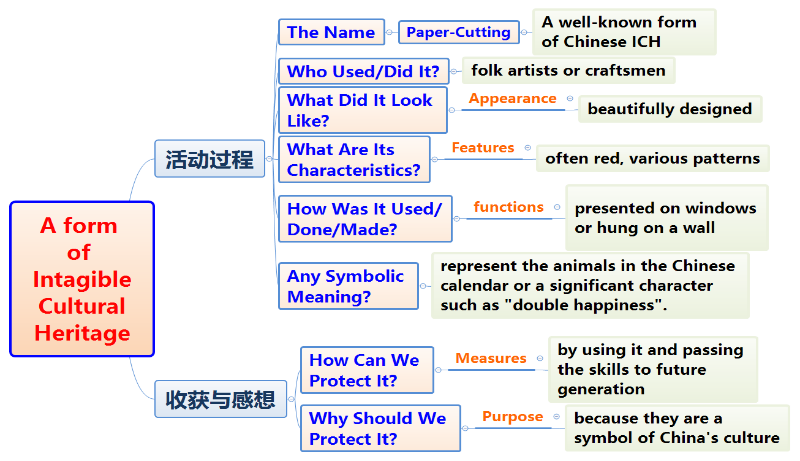 A form
of
Intagible
Cultural
Heritage
活动过程
The Name
Paper-Cutting
A well-known form
of Chinese ICH
Who Used/Did It?
folk artists or craftsmen
What Did It Look
Like?
Appearance
beautifully designed
What Are Its
Characteristics?
Features
often red, various patterns
How Was It Used/
Done/Made?
functions
presented on windows
or hung on a wall
Any Symbolic
Meaning?
represent the animals in the Chinese
calendar or a significant character
such as "double happiness".
收获与感想
How Can We
Protect It?
Measures
by using it and passing
the skills to future
generation
Why Should We
Protect It?
Purpose
because they are a
symbol of China's culture